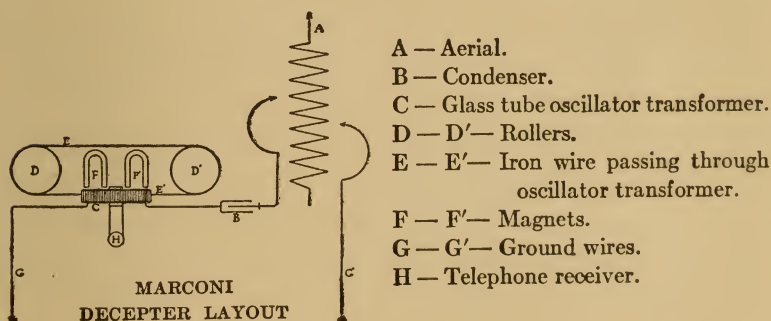 A
E
D
F
F'
D'
E'
C
B
H
G
G'
MARCONI
DECEPTER LAYOUT
A — Aerial.
B — Condenser.
C — Glass tube oscillator transformer.
D — D'— Rollers.
E — E'— Iron wire passing through
oscillator transformer.
F — F'— Magnets.
G — G'— Ground wires.
H — Telephone receiver.